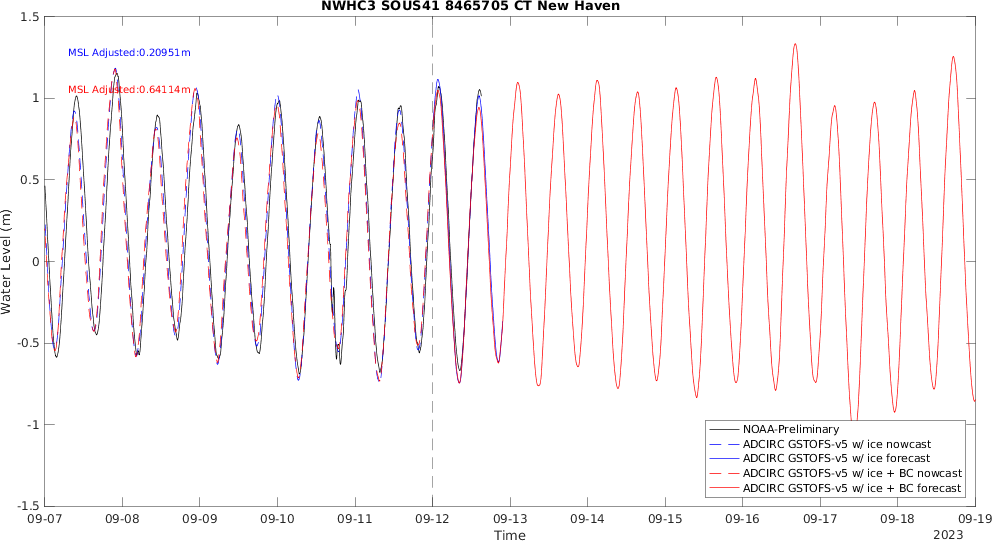 NWHC3 SOUS41 8465705 CT New Haven
1.5
MSL Adjusted:0.20951m
MSL Adjusted:0.64114m
1
0.5
Water Level (m)
0
-0.5
-1
-1.5
NOAA-Preliminary
ADCIRC GSTOFS-v5 w/ ice nowcast
ADCIRC GSTOFS-v5 w/ ice forecast
ADCIRC GSTOFS-v5 w/ ice + BC nowcast
ADCIRC GSTOFS-v5 w/ ice + BC forecast
09-07 09-08 09-09 09-10 09-11 09-12 09-13 09-14 09-15 09-16 09-17 09-18 09-19
Time
2023